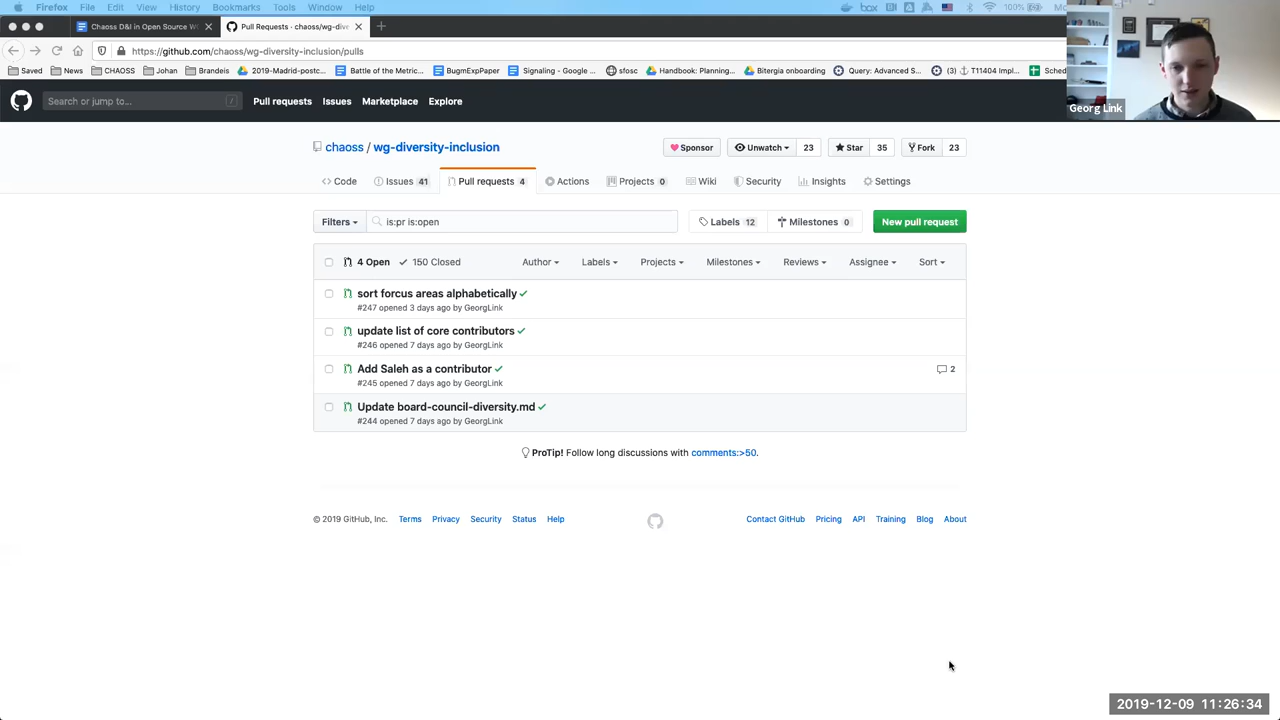 Firefox File Edit View History Bookmarks Tools Window Help 100%
Chaoss D&I in Open Source W Pull Requests · chaoss/wg-dive
https://github.com/chaoss/wg-diversity-inclusion/pulls
Saved News CHAOSS Johan Brandeis 2019-Madrid-postc... Battle of the Metric... BugmExpPaper Signaling - Google ... sfosc Handbook: Planning... Bitergia onboarding Query: Advanced S... (3) T11404 Impl... Sched
Georg Link
Search or jump to... / Pull requests Issues Marketplace Explore
chaoss / wg-diversity-inclusion Sponsor Unwatch 23 Star 35 Fork 23
Code Issues 41 Pull requests 4 Actions Projects 0 Wiki Security Insights Settings
Filters is:pr is:open Labels 12 Milestones 0 New pull request
4 Open 150 Closed Author Labels Projects Milestones Reviews Assignee Sort
sort forcus areas alphabetically
#247 opened 3 days ago by GeorgLink
update list of core contributors
#246 opened 7 days ago by GeorgLink
Add Saleh as a contributor 2
#245 opened 7 days ago by GeorgLink
Update board-council-diversity.md
#244 opened 7 days ago by GeorgLink
ProTip! Follow long discussions with comments:>50.
© 2019 GitHub, Inc. Terms Privacy Security Status Help Contact GitHub Pricing API Training Blog About
2019-12-09 11:26:34